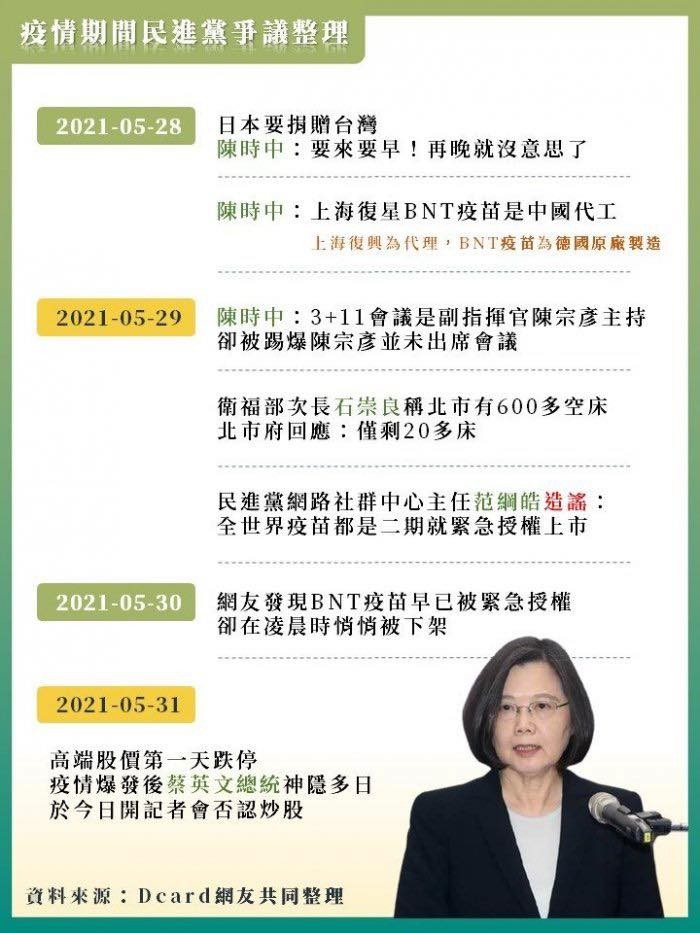 疫情期間民進黨爭議整理
2021-05-28
日本要捐贈台灣
陳時中：要來要早！再晚就沒意思了
陳時中：上海復星BNT疫苗是中國代工
上海復興為代理，BNT疫苗為德國原廠製造
2021-05-29
陳時中：3+11會議是副指揮官陳宗彥主持
卻被踢爆陳宗彥並未出席會議
衛福部次長石崇良稱北市有600多空床
北市府回應：僅剩20多床
民進黨網路社群中心主任范綱皓造謠：
全世界疫苗都是二期就緊急授權上市
2021-05-30
網友發現BNT疫苗早已被緊急授權
卻在凌晨時悄悄被下架
2021-05-31
高端股價第一天跌停
疫情爆發後蔡英文總統神隱多日
於今日開記者會否認炒股
資料來源：Dcard網友共同整理